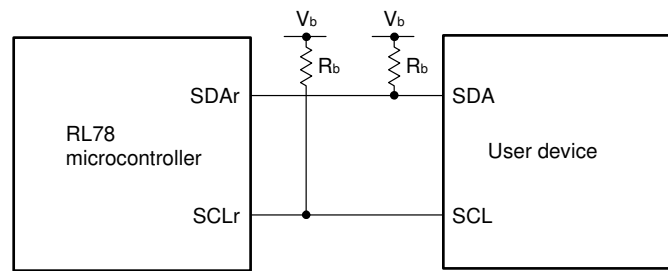 Vb Vb
Rb Rb
SDAr SDA
RL78
microcontroller
User device
SCLr SCL